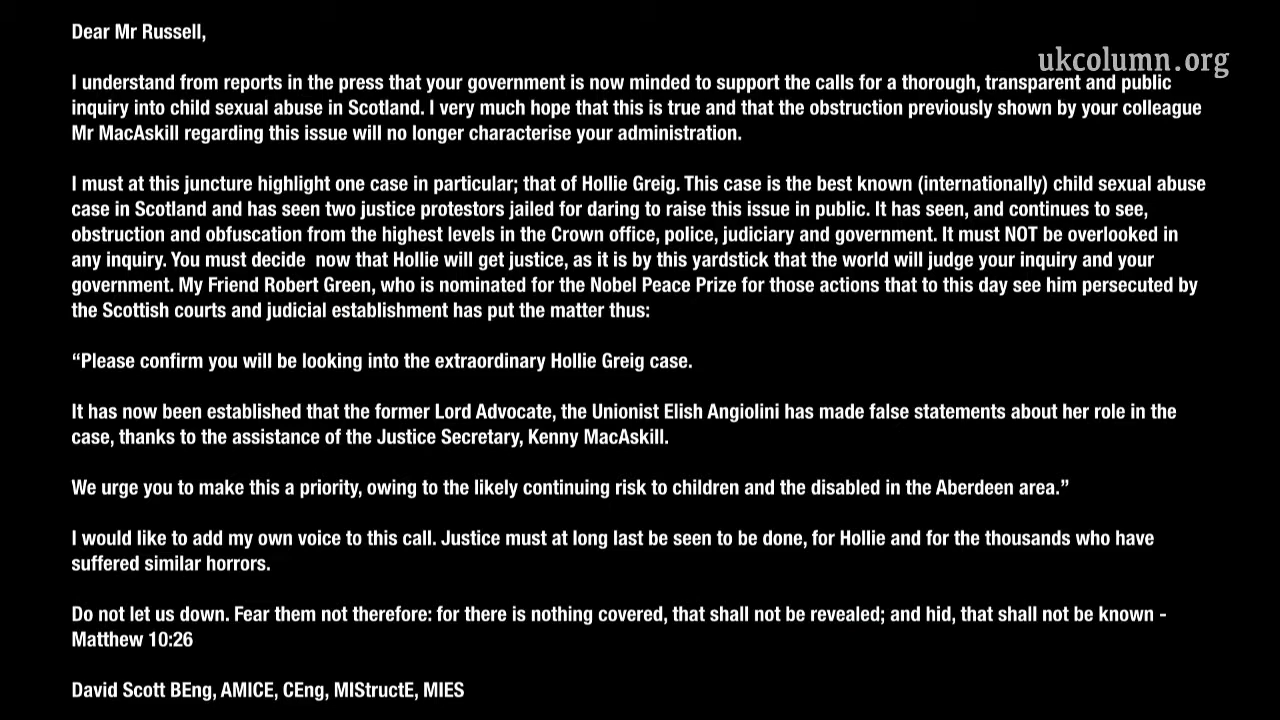 Dear Mr Russell,
ukcolumn.org
I understand from reports in the press that your government is now minded to support the calls for a thorough, transparent and public
inquiry into child sexual abuse in Scotland. I very much hope that this is true and that the obstruction previously shown by your colleague
Mr MacAskill regarding this issue will no longer characterise your administration.
I must at this juncture highlight one case in particular; that of Hollie Greig. This case is the best known (internationally) child sexual abuse
case in Scotland and has seen two justice protestors jailed for daring to raise this issue in public. It has seen, and continues to see,
obstruction and obfuscation from the highest levels in the Crown office, police, judiciary and government. It must NOT be overlooked in
any inquiry. You must decide  now that Hollie will get justice, as it is by this yardstick that the world will judge your inquiry and your
government. My Friend Robert Green, who is nominated for the Nobel Peace Prize for those actions that to this day see him persecuted by
the Scottish courts and judicial establishment has put the matter thus:
“Please confirm you will be looking into the extraordinary Hollie Greig case.
It has now been established that the former Lord Advocate, the Unionist Elish Angiolini has made false statements about her role in the
case, thanks to the assistance of the Justice Secretary, Kenny MacAskill.
We urge you to make this a priority, owing to the likely continuing risk to children and the disabled in the Aberdeen area.”
I would like to add my own voice to this call. Justice must at long last be seen to be done, for Hollie and for the thousands who have
suffered similar horrors.
Do not let us down. Fear them not therefore: for there is nothing covered, that shall not be revealed; and hid, that shall not be known -
Matthew 10:26
David Scott BEng, AMICE, CEng, MIStructE, MIES